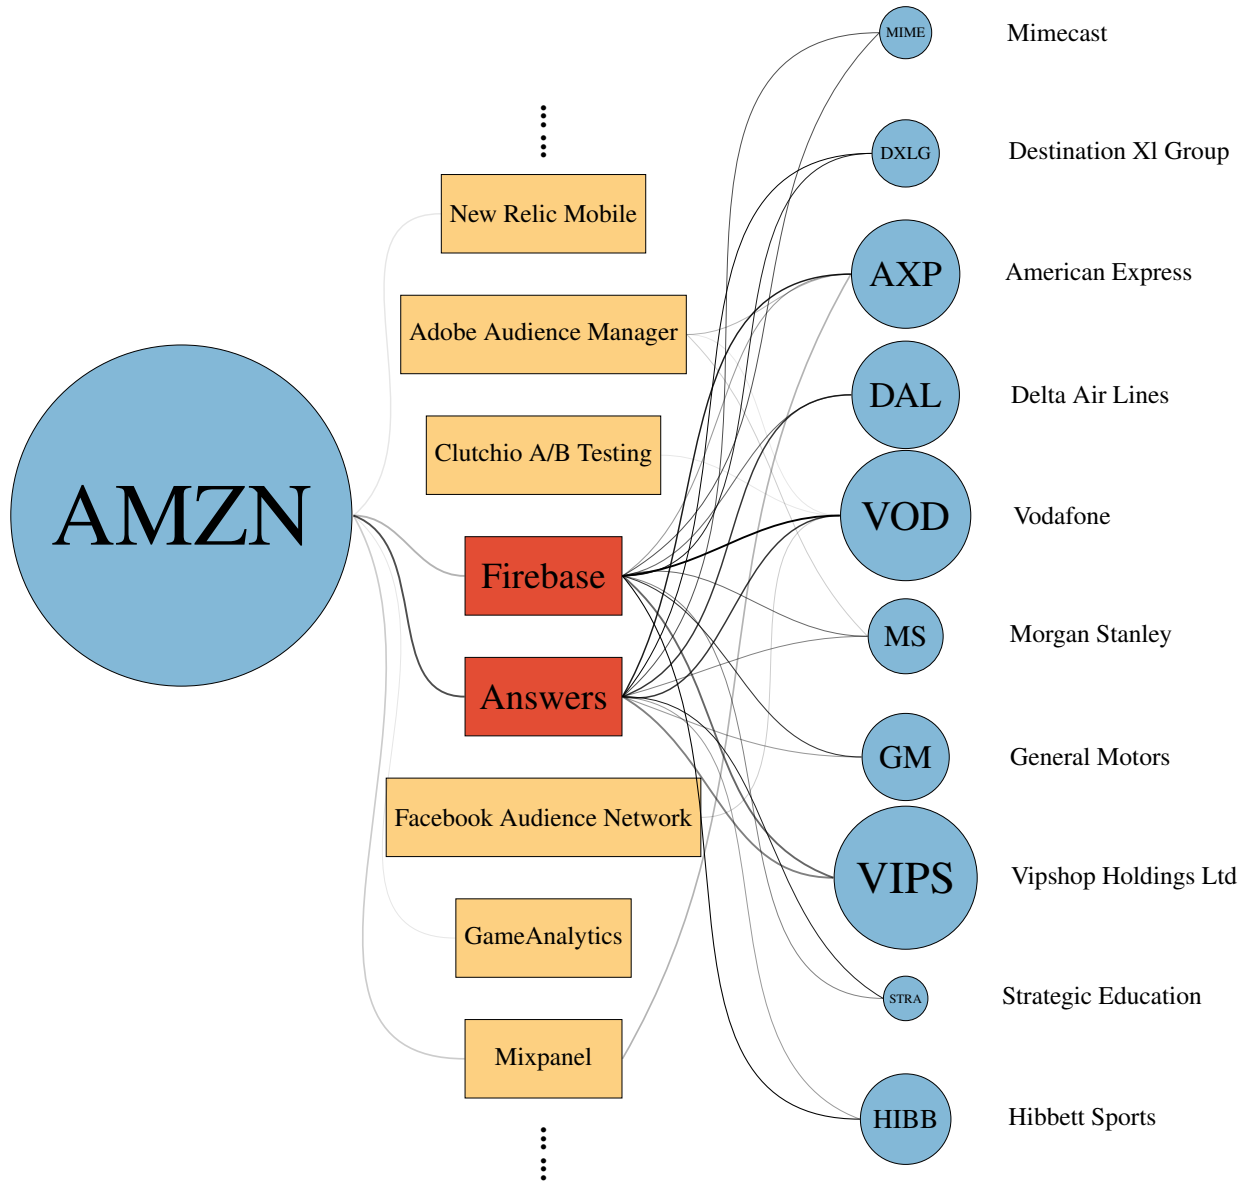 MIME
Mimecast
DXLG
Destination Xl Group
New Relic Mobile
AXP
American Express
Adobe Audience Manager
DAL
Delta Air Lines
Clutchio A/B Testing
AMZN
VOD
Vodafone
Firebase
MS
Morgan Stanley
Answers
GM
General Motors
Facebook Audience Network
VIPS
Vipshop Holdings Ltd
GameAnalytics
STRA
Strategic Education
Mixpanel
HIBB
Hibbett Sports